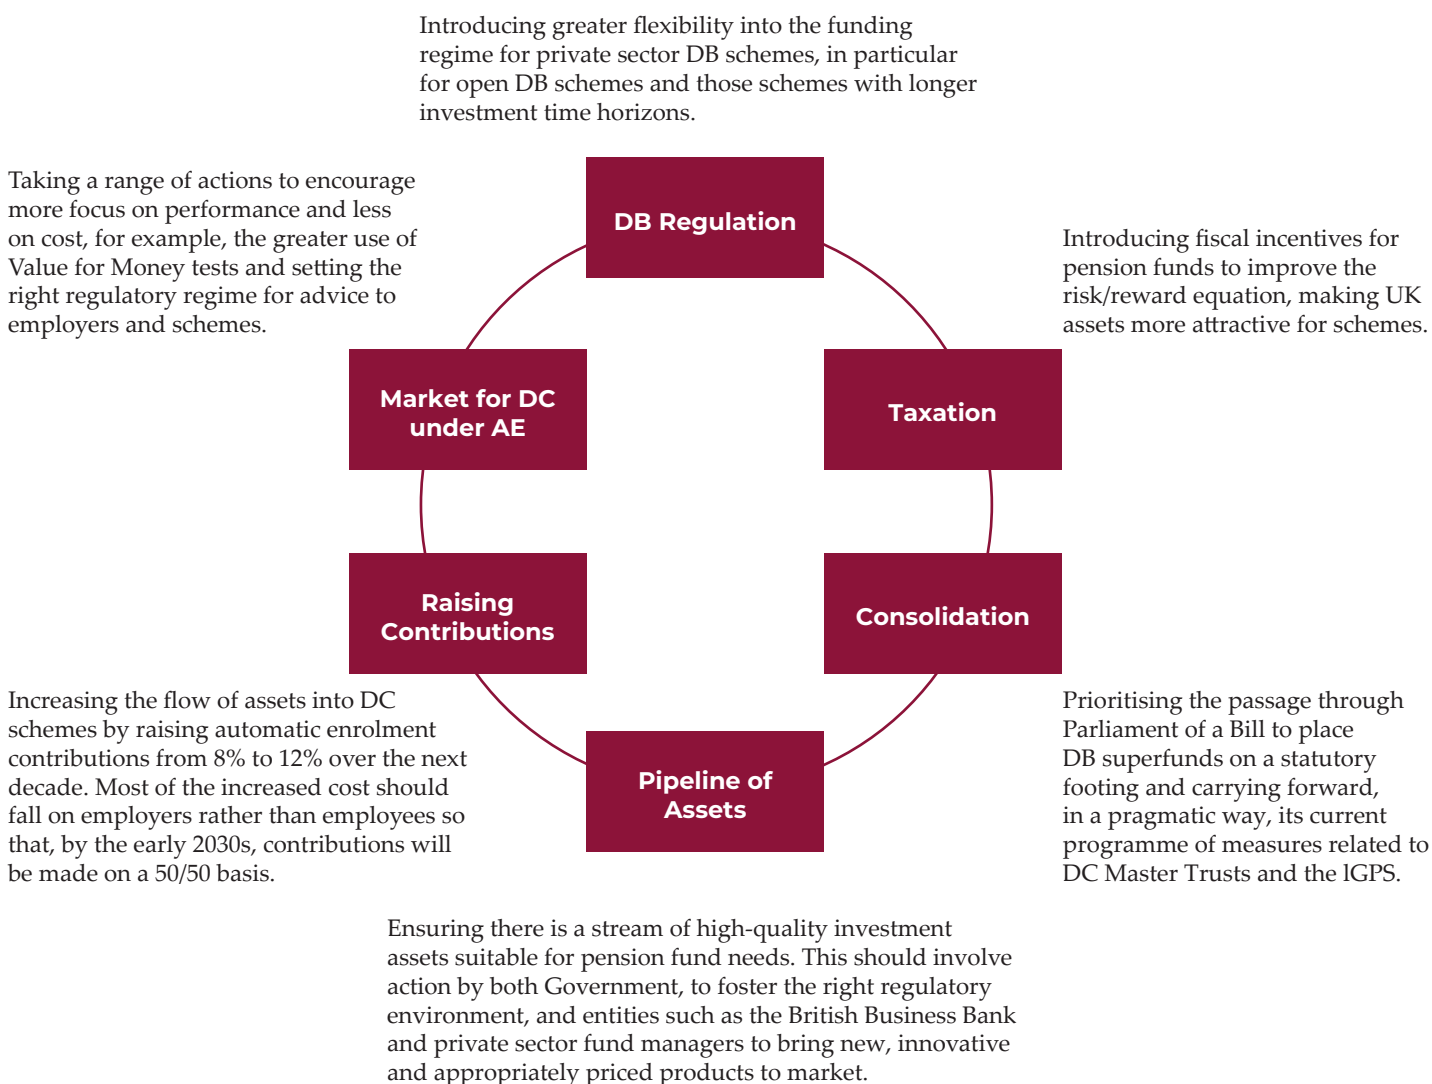 Introducing greater flexibility into the funding
regime for private sector DB schemes, in particular
for open DB schemes and those schemes with longer
investment time horizons.
DB Regulation
Taking a range of actions to encourage
more focus on performance and less
on cost, for example, the greater use of
Value for Money tests and setting the
right regulatory regime for advice to
employers and schemes.
Introducing fiscal incentives for
pension funds to improve the
risk/reward equation, making UK
assets more attractive for schemes.
Market for DC
under AE
Taxation
Raising
Contributions
Consolidation
Increasing the flow of assets into DC
schemes by raising automatic enrolment
contributions from 8% to 12% over the next
decade. Most of the increased cost should
fall on employers rather than employees so
that, by the early 2030s, contributions will
be made on a 50/50 basis.
Pipeline of
Assets
Prioritising the passage through
Parliament of a Bill to place
DB superfunds on a statutory
footing and carrying forward,
in a pragmatic way, its current
programme of measures related to
DC Master Trusts and the lGPS.
Ensuring there is a stream of high-quality investment
assets suitable for pension fund needs. This should involve
action by both Government, to foster the right regulatory
environment, and entities such as the British Business Bank
and private sector fund managers to bring new, innovative
and appropriately priced products to market.